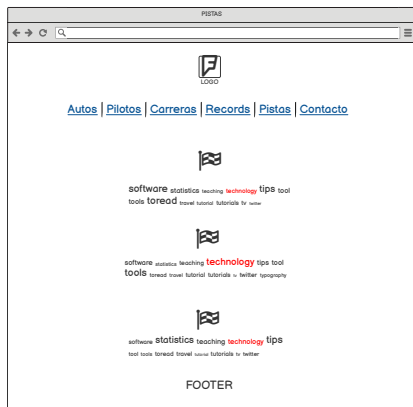 PISTAS
LOGO
Autos | Pilotos | Carreras | Records | Pistas | Contacto
software statistics teaching technology tips tool
tools toread travel tutorial tutorials tv twitter
software statistics teaching technology tips tool
tools toread travel tutorial tutorials tv twitter typography
software statistics teaching technology tips
tool tools toread travel tutorial tutorials tv twitter
FOOTER